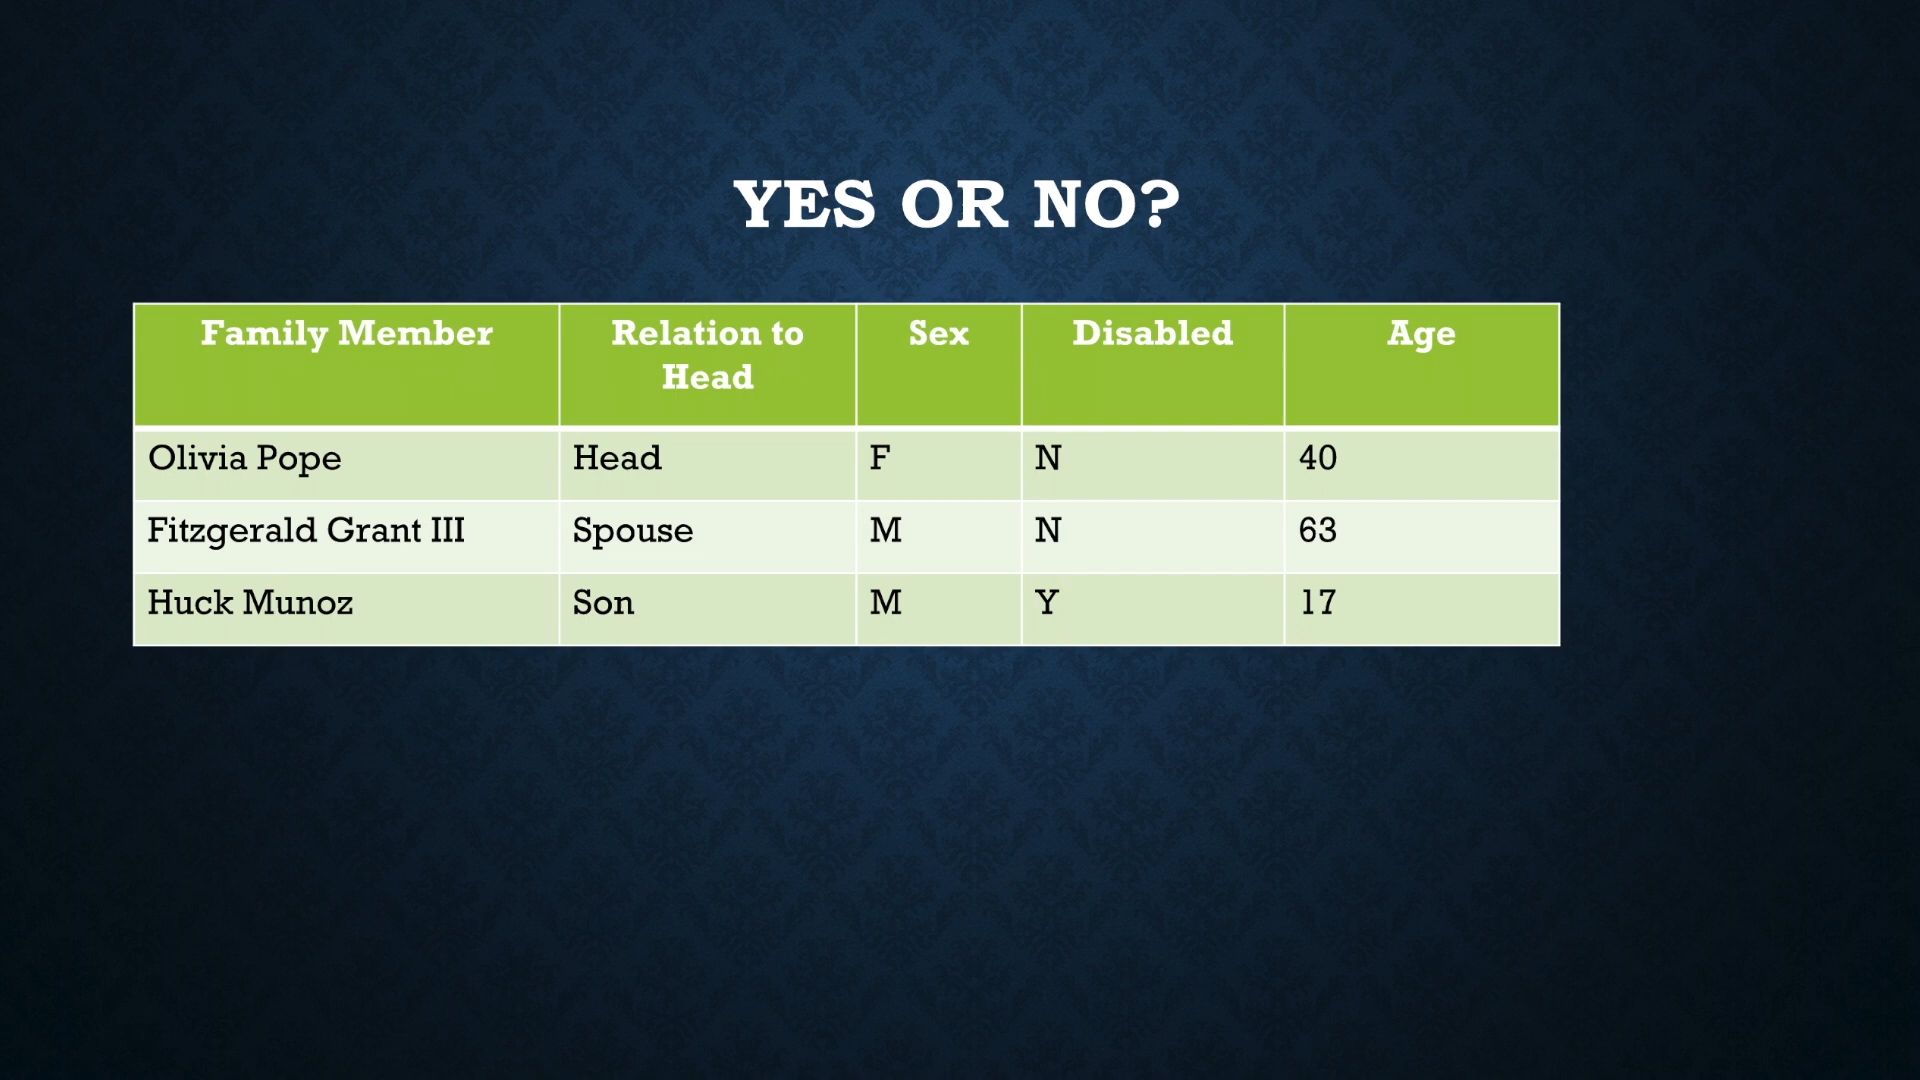 YES OR NO?
Family Member Relation to Head Sex Disabled Age
Olivia Pope Head F N 40
Fitzgerald Grant III Spouse M N 63
Huck Munoz Son M Y 17